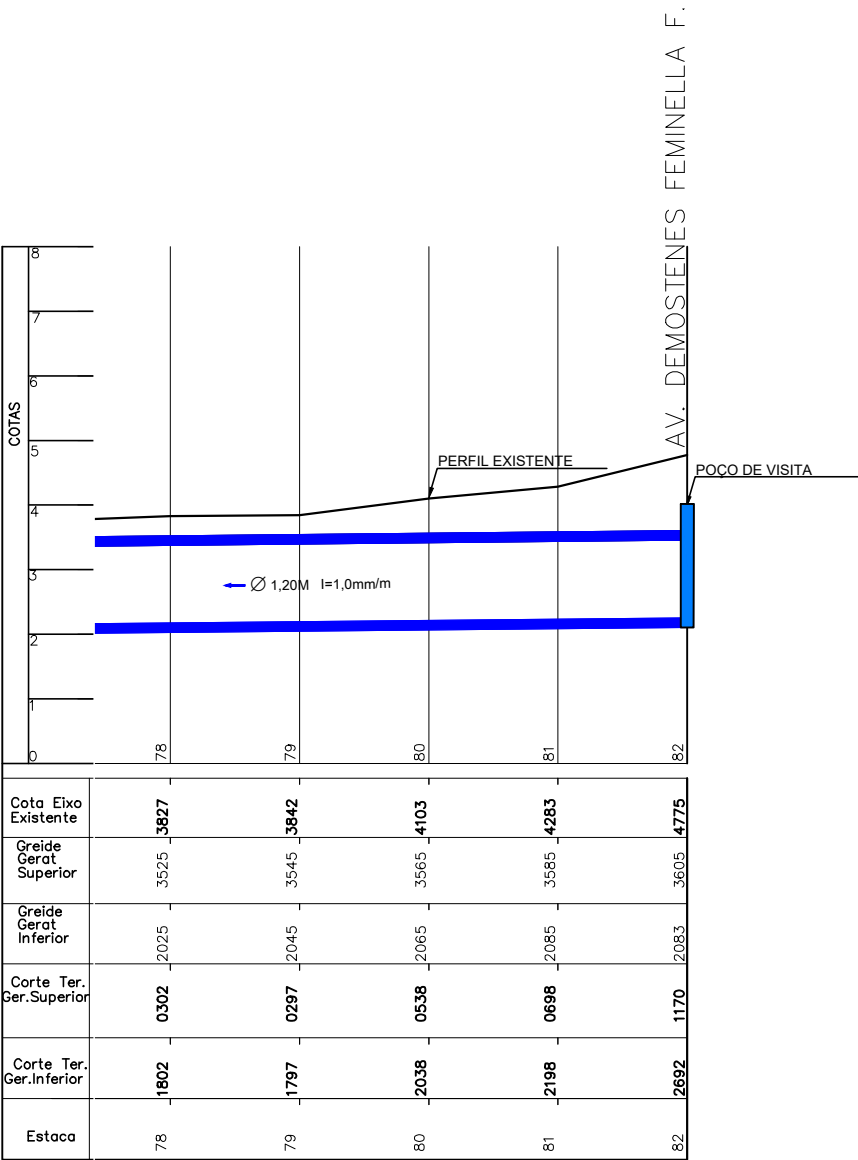 AV. DEMOSTENES FEMINELLA F.
COTAS
8
7
6
5
4
3
2
1
0
PERFIL EXISTENTE
POÇO DE VISITA
Ø 1,20M I=1,0mm/m
78 79 80 81 82
Cota Eixo
Existente
3827 3842 4103 4283 4775
Greide
Gerat
Superior
3525 3545 3565 3585 3605
Greide
Gerat
Inferior
2025 2045 2065 2085 2083
Corte Ter.
Ger.Superior
0302 0297 0538 0698 1170
Corte Ter.
Ger.Inferior
1802 1797 2038 2198 2692
Estaca
78 79 80 81 82